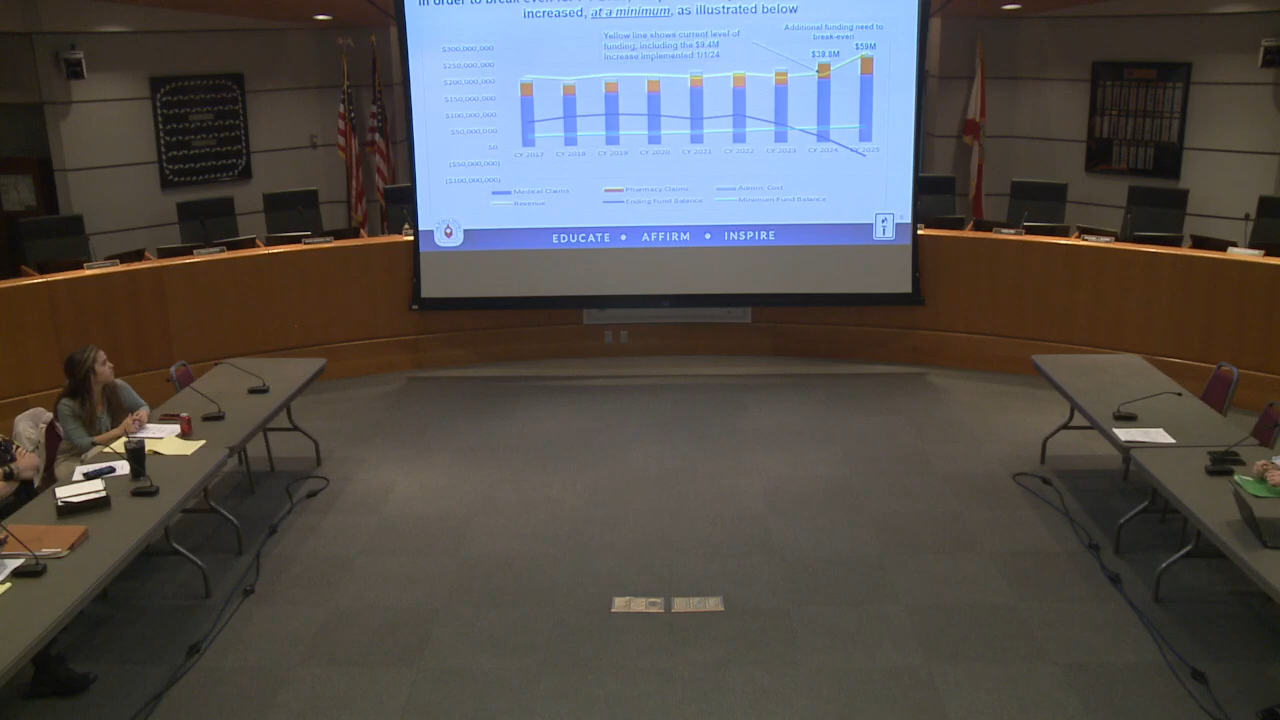 increased, at a minimum, as illustrated below
Yellow line shows current level of
funding, including the $9.4M
increase implemented 1/1/24
Additional funding need to
break-even
$39.8M
$59M
$300,000,000
$250,000,000
$200,000,000
$150,000,000
$100,000,000
$50,000,000
$0
($50,000,000)
($100,000,000)
CY 2017 CY 2018 CY 2019 CY 2020 CY 2021 CY 2022 CY 2023 CY 2024 CY 2025
Medical Claims Pharmacy Claims Admin. Cost
Revenue Ending Fund Balance Minimum Fund Balance
EDUCATE • AFFIRM • INSPIRE